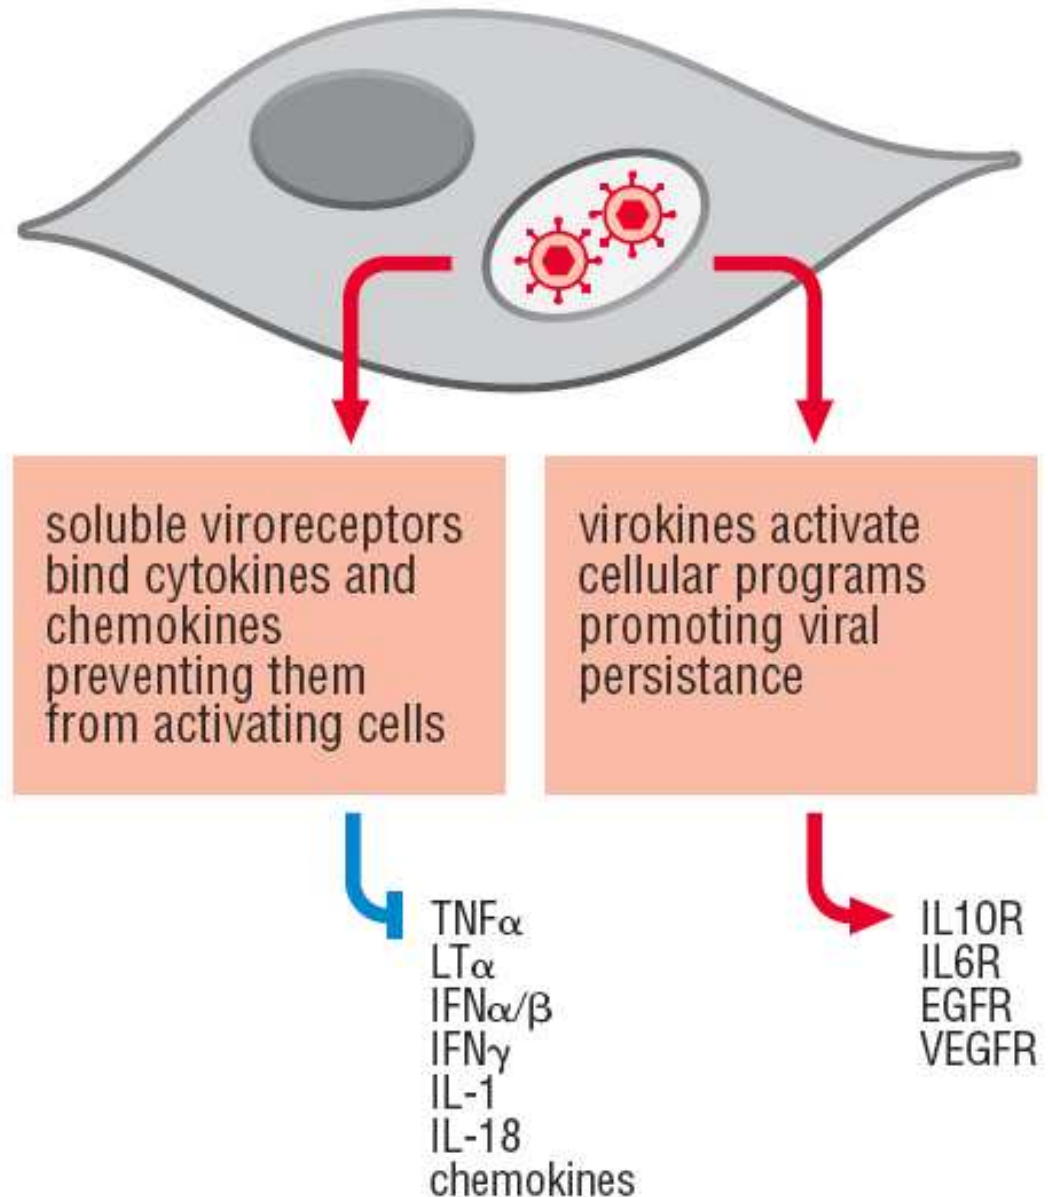 soluble viroreceptors
bind cytokines and
chemokines
preventing them
from activating cells
virokines activate
cellular programs
promoting viral
persistance
TNFα
LTα
IFNα/β
IFNγ
IL-1
IL-18
chemokines
IL10R
IL6R
EGFR
VEGFR